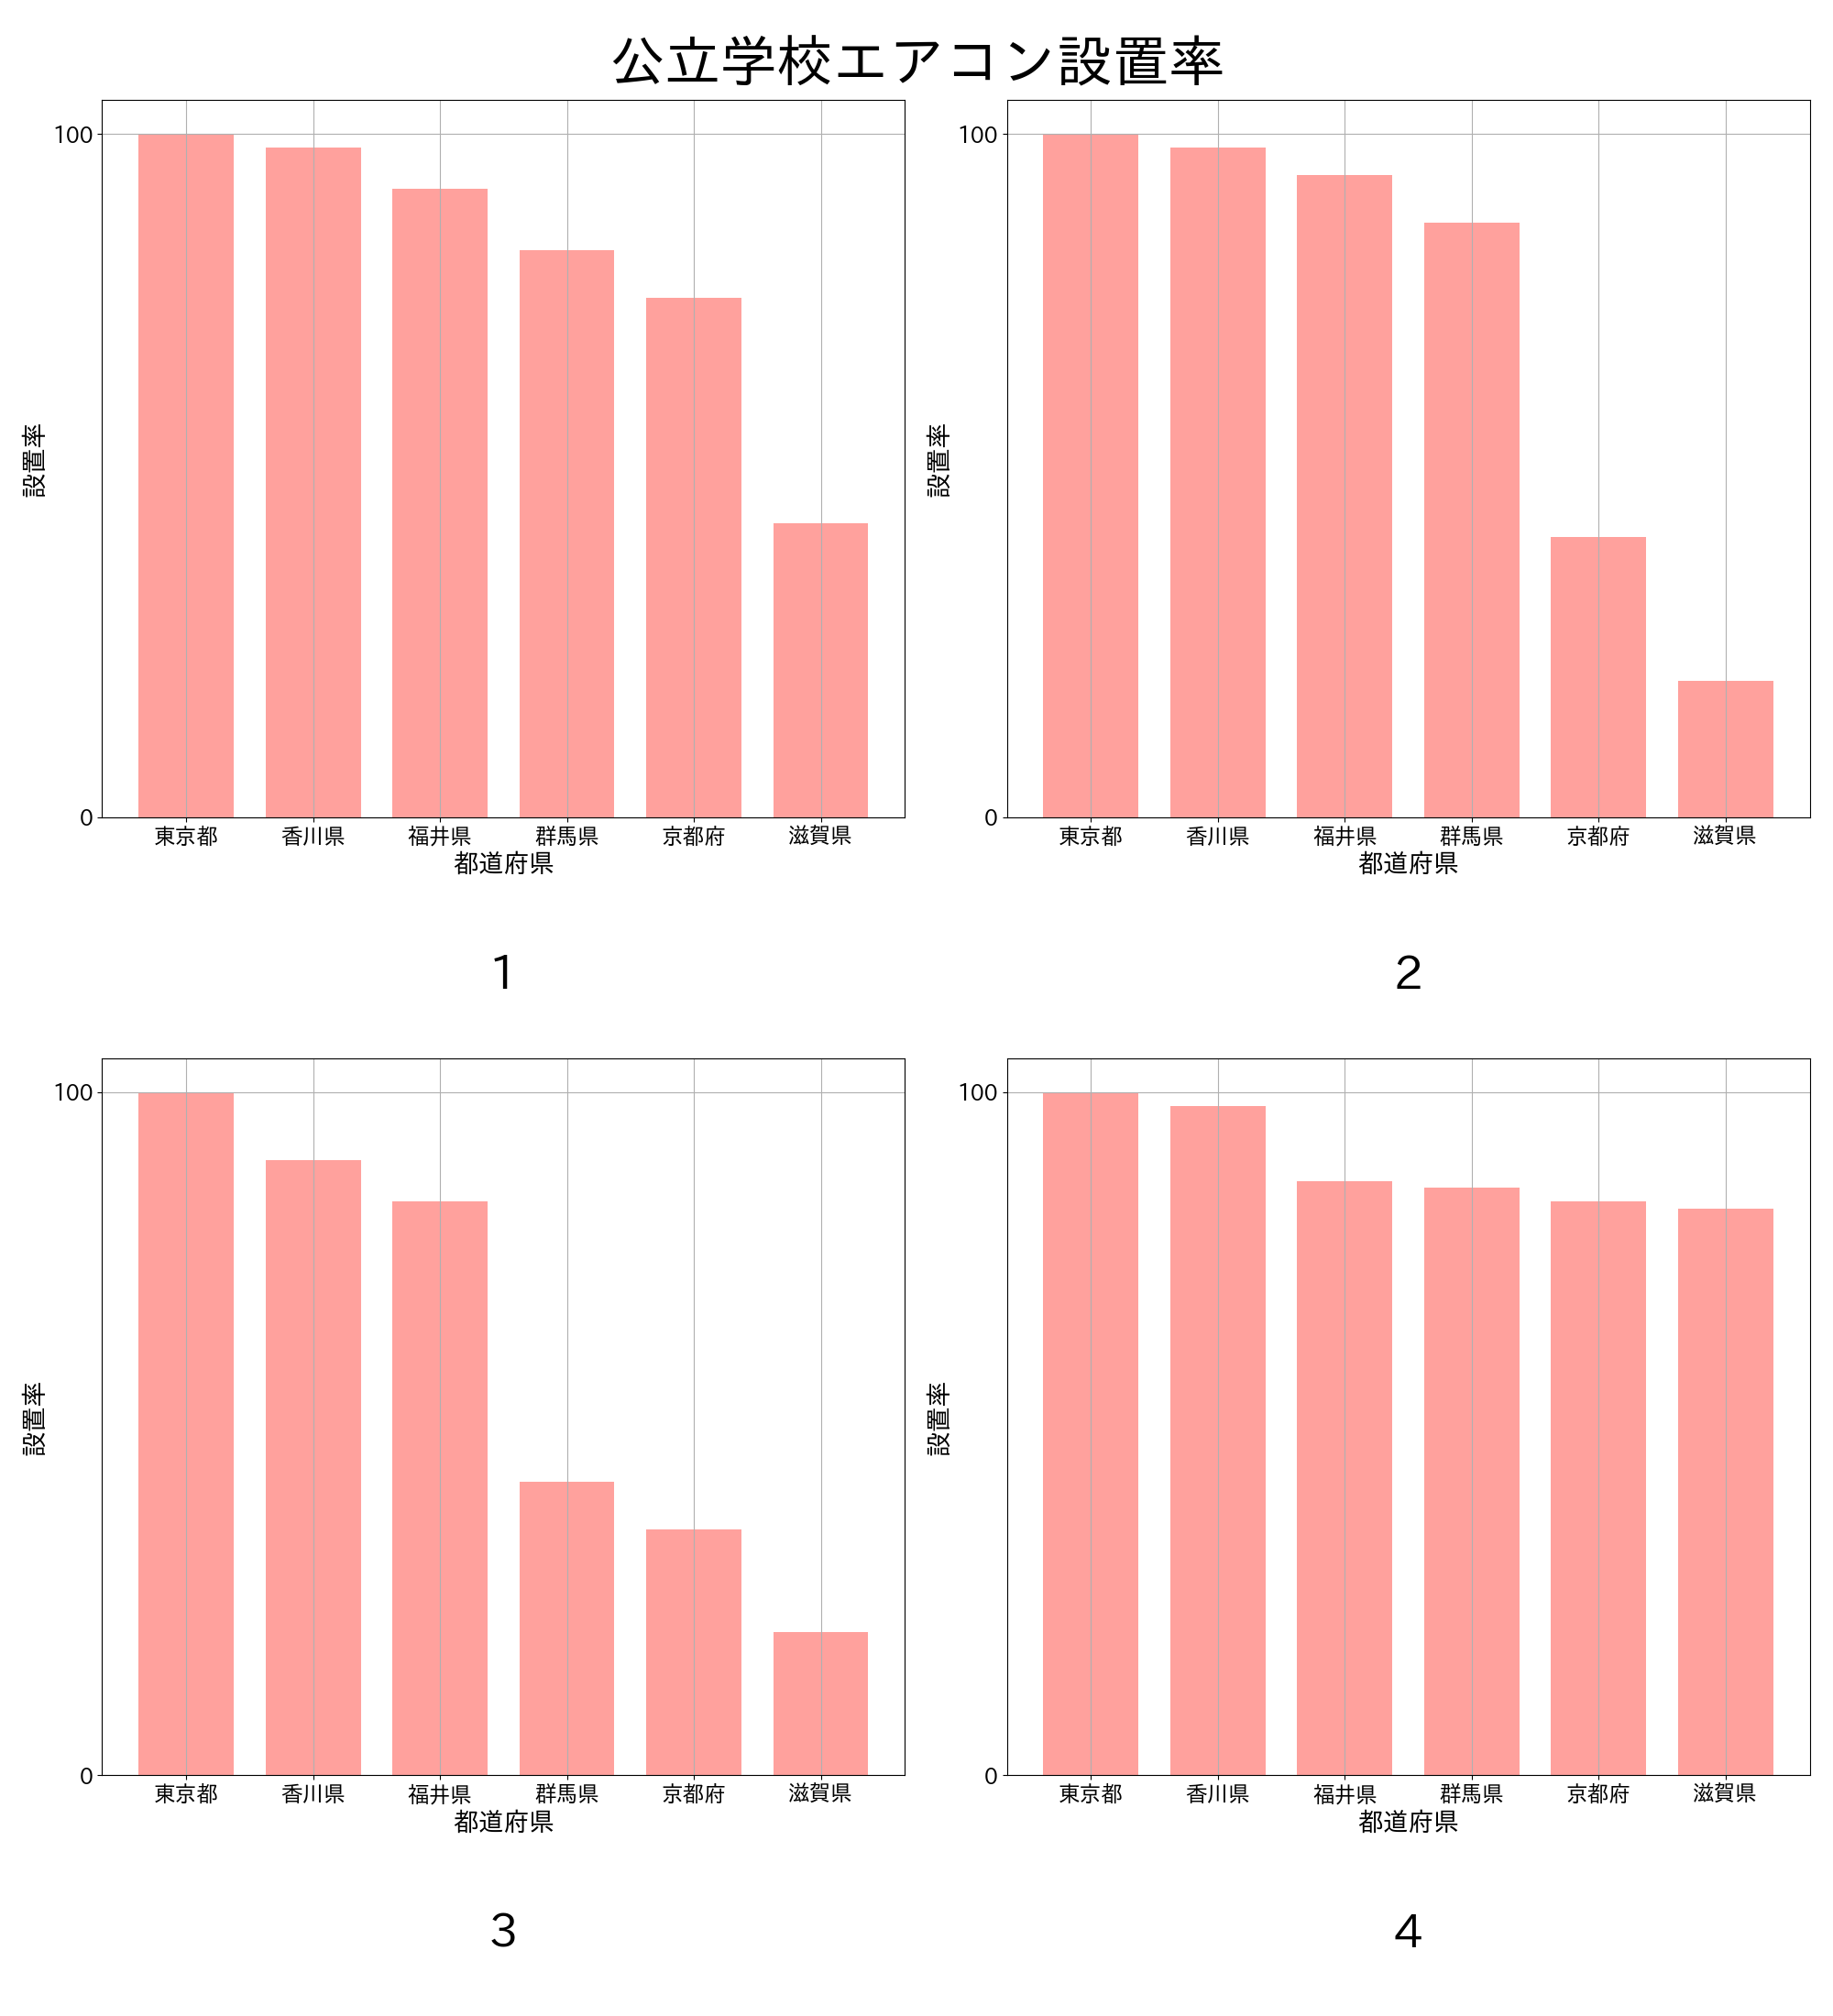 公立学校エアコン設置率
100
0
設置率
東京都 香川県 福井県 群馬県 京都府 滋賀県
都道府県
1
100
0
設置率
東京都 香川県 福井県 群馬県 京都府 滋賀県
都道府県
2
100
0
設置率
東京都 香川県 福井県 群馬県 京都府 滋賀県
都道府県
3
100
0
設置率
東京都 香川県 福井県 群馬県 京都府 滋賀県
都道府県
4